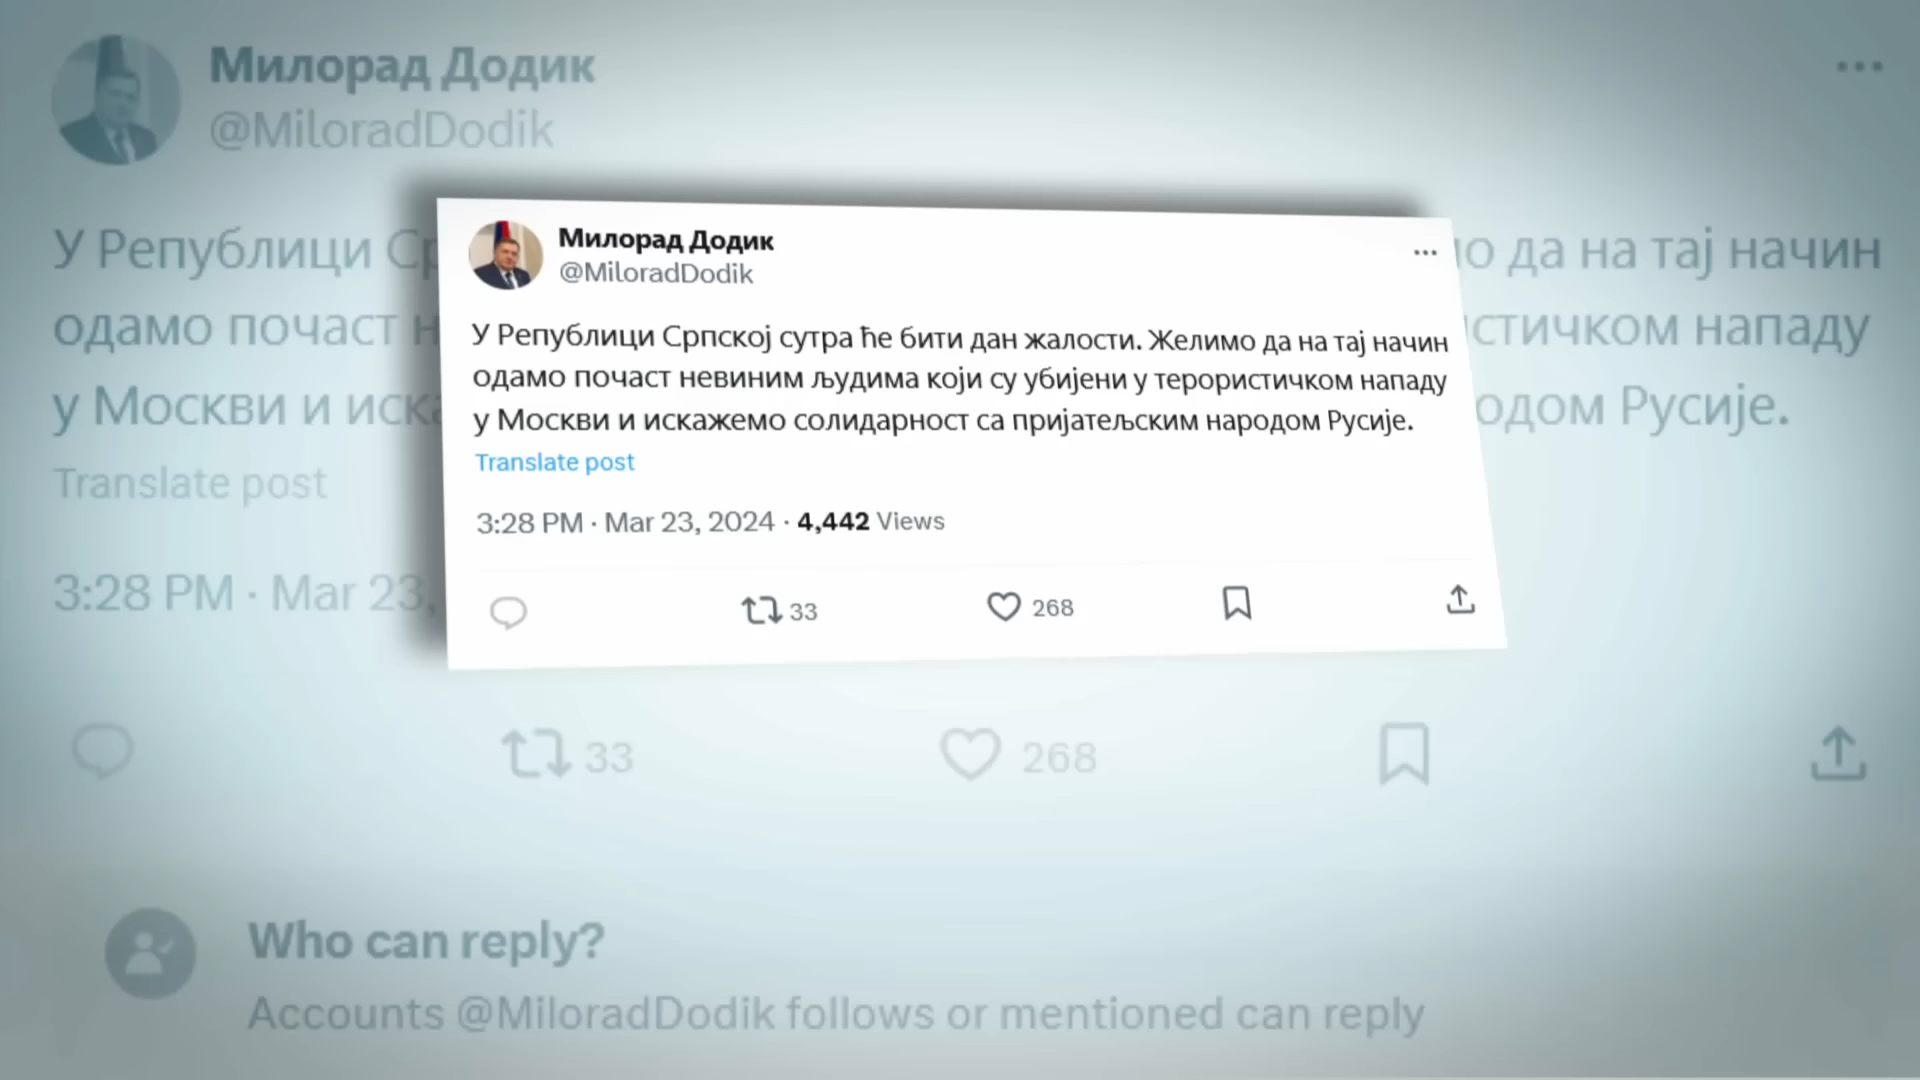 Милорад Додик
@MiloradDodik
У Републици Ср
мо да на тај начин
одамо почаст н
стичком нападу
у Москви и иска
одом Русије.
Translate post
3:28 PM · Mar 23,
33
268
Who can reply?
Accounts @MiloradDodik follows or mentioned can reply
Милорад Додик
@MiloradDodik
У Републици Српској сутра ће бити дан жалости. Желимо да на тај начин
одамо почаст невиним људима који су убијени у терористичком нападу
у Москви и искажемо солидарност са пријатељским народом Русије.
Translate post
3:28 PM · Mar 23, 2024 · 4,442 Views
33
268